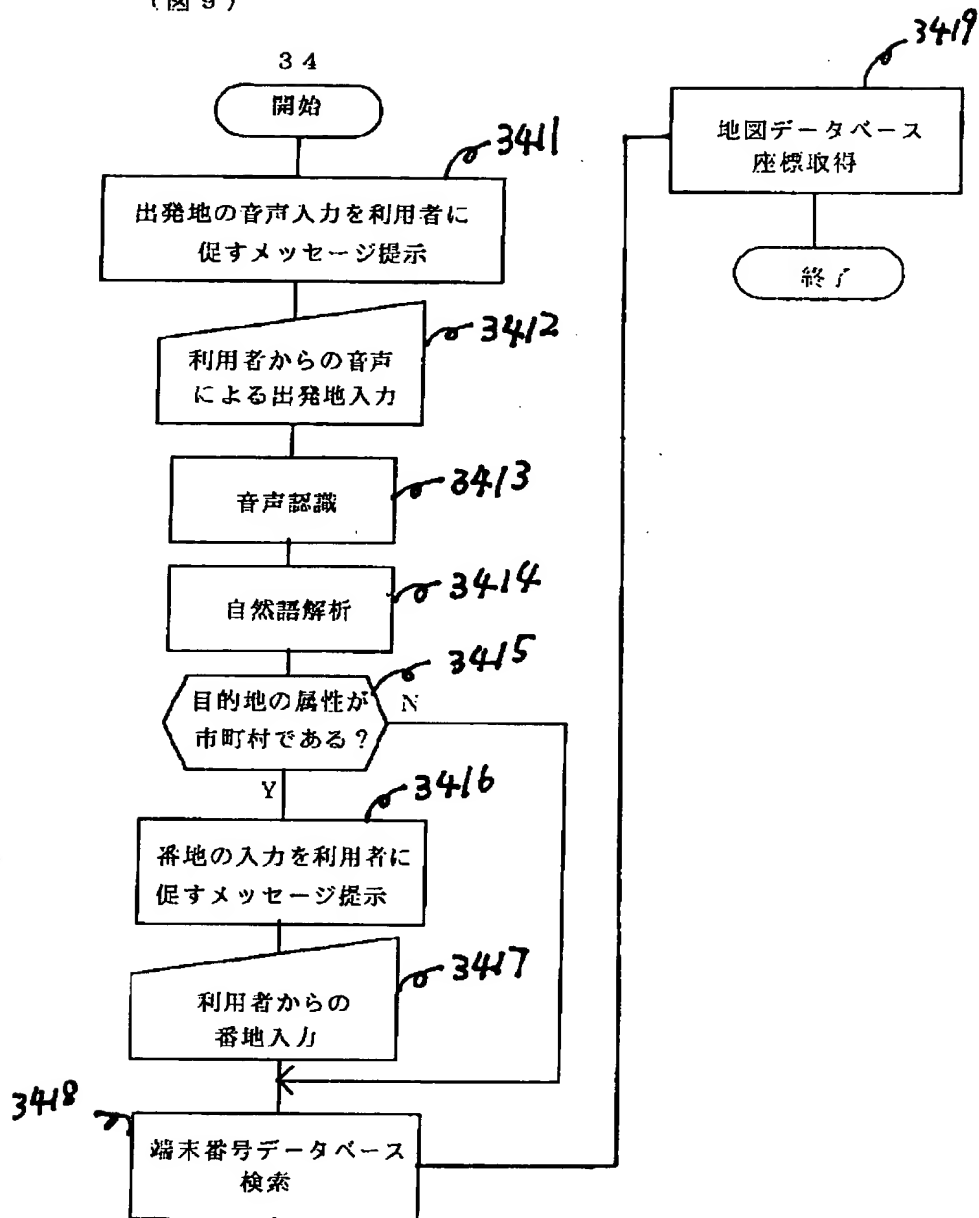 (図9)
34
開始
3411
出発地の音声入力を利用者に
促すメッセージ提示
3412
利用者からの音声
による出発地入力
3413
音声認識
3414
自然語解析
3415
目的地の属性が
市町村である?
N
Y
3416
番地の入力を利用者に
促すメッセージ提示
3417
利用者からの
番地入力
3418
端末番号データベース
検索
3419
地図データベース
座標取得
終了